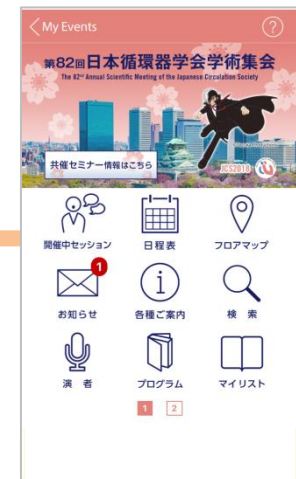 My Events
?
第82回日本循環器学会学術集会
The 82nd Annual Scientific Meeting of the Japanese Circulation Society
共催セミナー情報はこちら
JCS2018
開催中セッション
日程表
フロアマップ
1
お知らせ
i
各種ご案内
検 索
演 者
プログラム
マイリスト
1 2